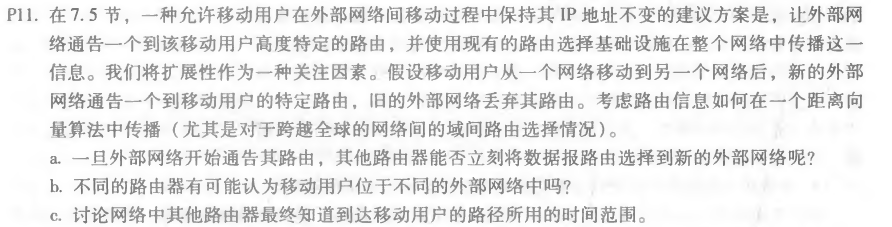 P11. 在 7.5 节，一种允许移动用户在外部网络间移动过程中保持其 IP 地址不变的建议方案是，让外部网
络通告一个到该移动用户高度特定的路由，并使用现有的路由选择基础设施在整个网络中传播这一
信息。我们将扩展性作为一种关注因素。假设移动用户从一个网络移动到另一个网络后，新的外部
网络通告一个到移动用户的特定路由，旧的外部网络丢弃其路由。考虑路由信息如何在一个距离向
量算法中传播（尤其是对于跨越全球的网络间的域间路由选择情况）。
a. 一旦外部网络开始通告其路由，其他路由器能否立刻将数据报路由选择到新的外部网络呢？
b. 不同的路由器有可能认为移动用户位于不同的外部网络中吗？
c. 讨论网络中其他路由器最终知道到达移动用户的路径所用的时间范围。